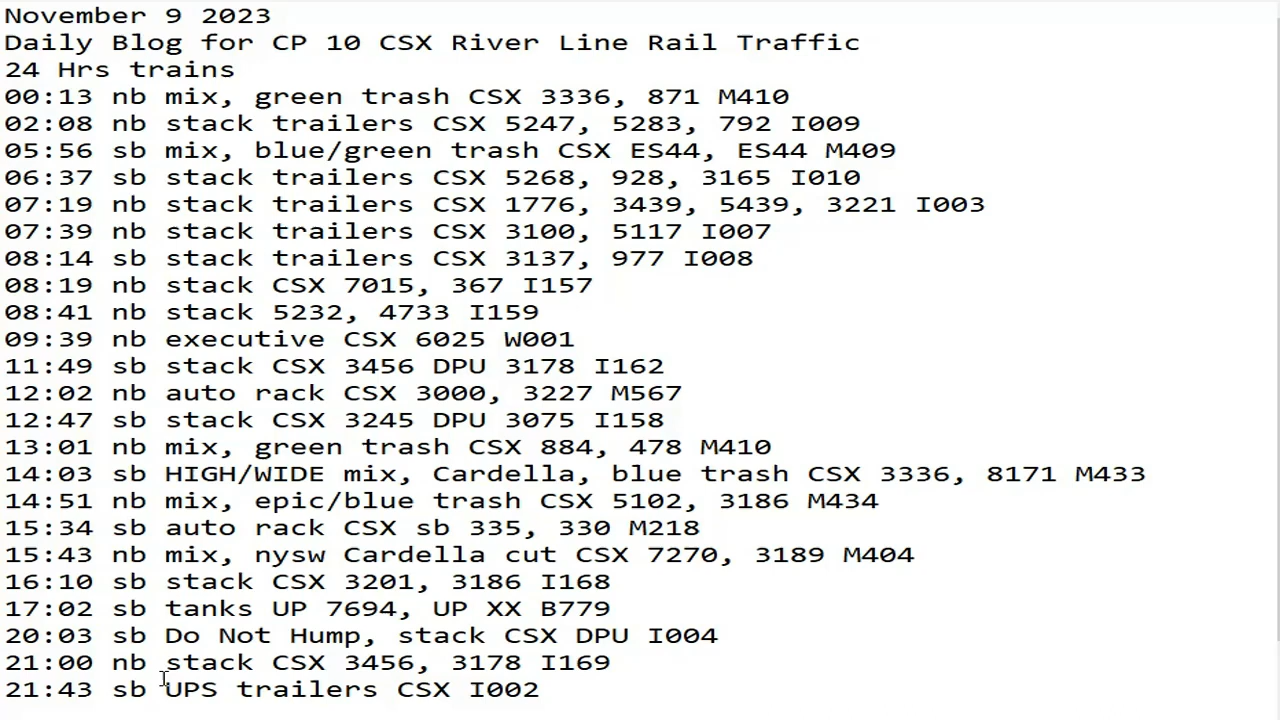 November 9 2023
Daily Blog for CP 10 CSX River Line Rail Traffic
24 Hrs trains
00:13 nb mix, green trash CSX 3336, 871 M410
02:08 nb stack trailers CSX 5247, 5283, 792 I009
05:56 sb mix, blue/green trash CSX ES44, ES44 M409
06:37 sb stack trailers CSX 5268, 928, 3165 I010
07:19 nb stack trailers CSX 1776, 3439, 5439, 3221 I003
07:39 nb stack trailers CSX 3100, 5117 I007
08:14 sb stack trailers CSX 3137, 977 I008
08:19 nb stack CSX 7015, 367 I157
08:41 nb stack 5232, 4733 I159
09:39 nb executive CSX 6025 W001
11:49 sb stack CSX 3456 DPU 3178 I162
12:02 nb auto rack CSX 3000, 3227 M567
12:47 sb stack CSX 3245 DPU 3075 I158
13:01 nb mix, green trash CSX 884, 478 M410
14:03 sb HIGH/WIDE mix, Cardella, blue trash CSX 3336, 8171 M433
14:51 nb mix, epic/blue trash CSX 5102, 3186 M434
15:34 sb auto rack CSX sb 335, 330 M218
15:43 nb mix, nysw Cardella cut CSX 7270, 3189 M404
16:10 sb stack CSX 3201, 3186 I168
17:02 sb tanks UP 7694, UP XX B779
20:03 sb Do Not Hump, stack CSX DPU I004
21:00 nb stack CSX 3456, 3178 I169
21:43 sb UPS trailers CSX I002